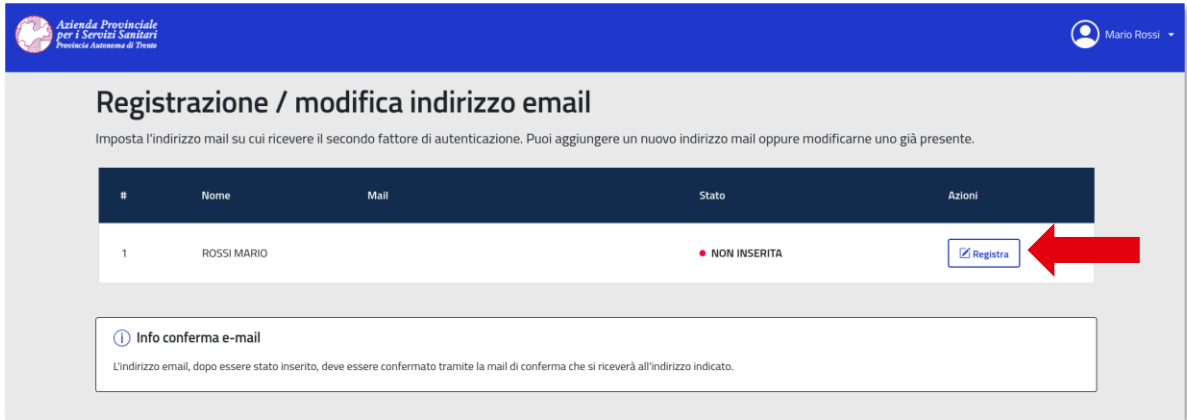 Azienda Provinciale
per i Servizi Sanitari
Provincia Autonoma di Trento
Mario Rossi
Registrazione / modifica indirizzo email
Imposta l'indirizzo mail su cui ricevere il secondo fattore di autenticazione. Puoi aggiungere un nuovo indirizzo mail oppure modificarne uno già presente.
# Nome Mail Stato Azioni
1 ROSSI MARIO NON INSERITA Registra
Info conferma e-mail
L'indirizzo email, dopo essere stato inserito, deve essere confermato tramite la mail di conferma che si riceverà all'indirizzo indicato.